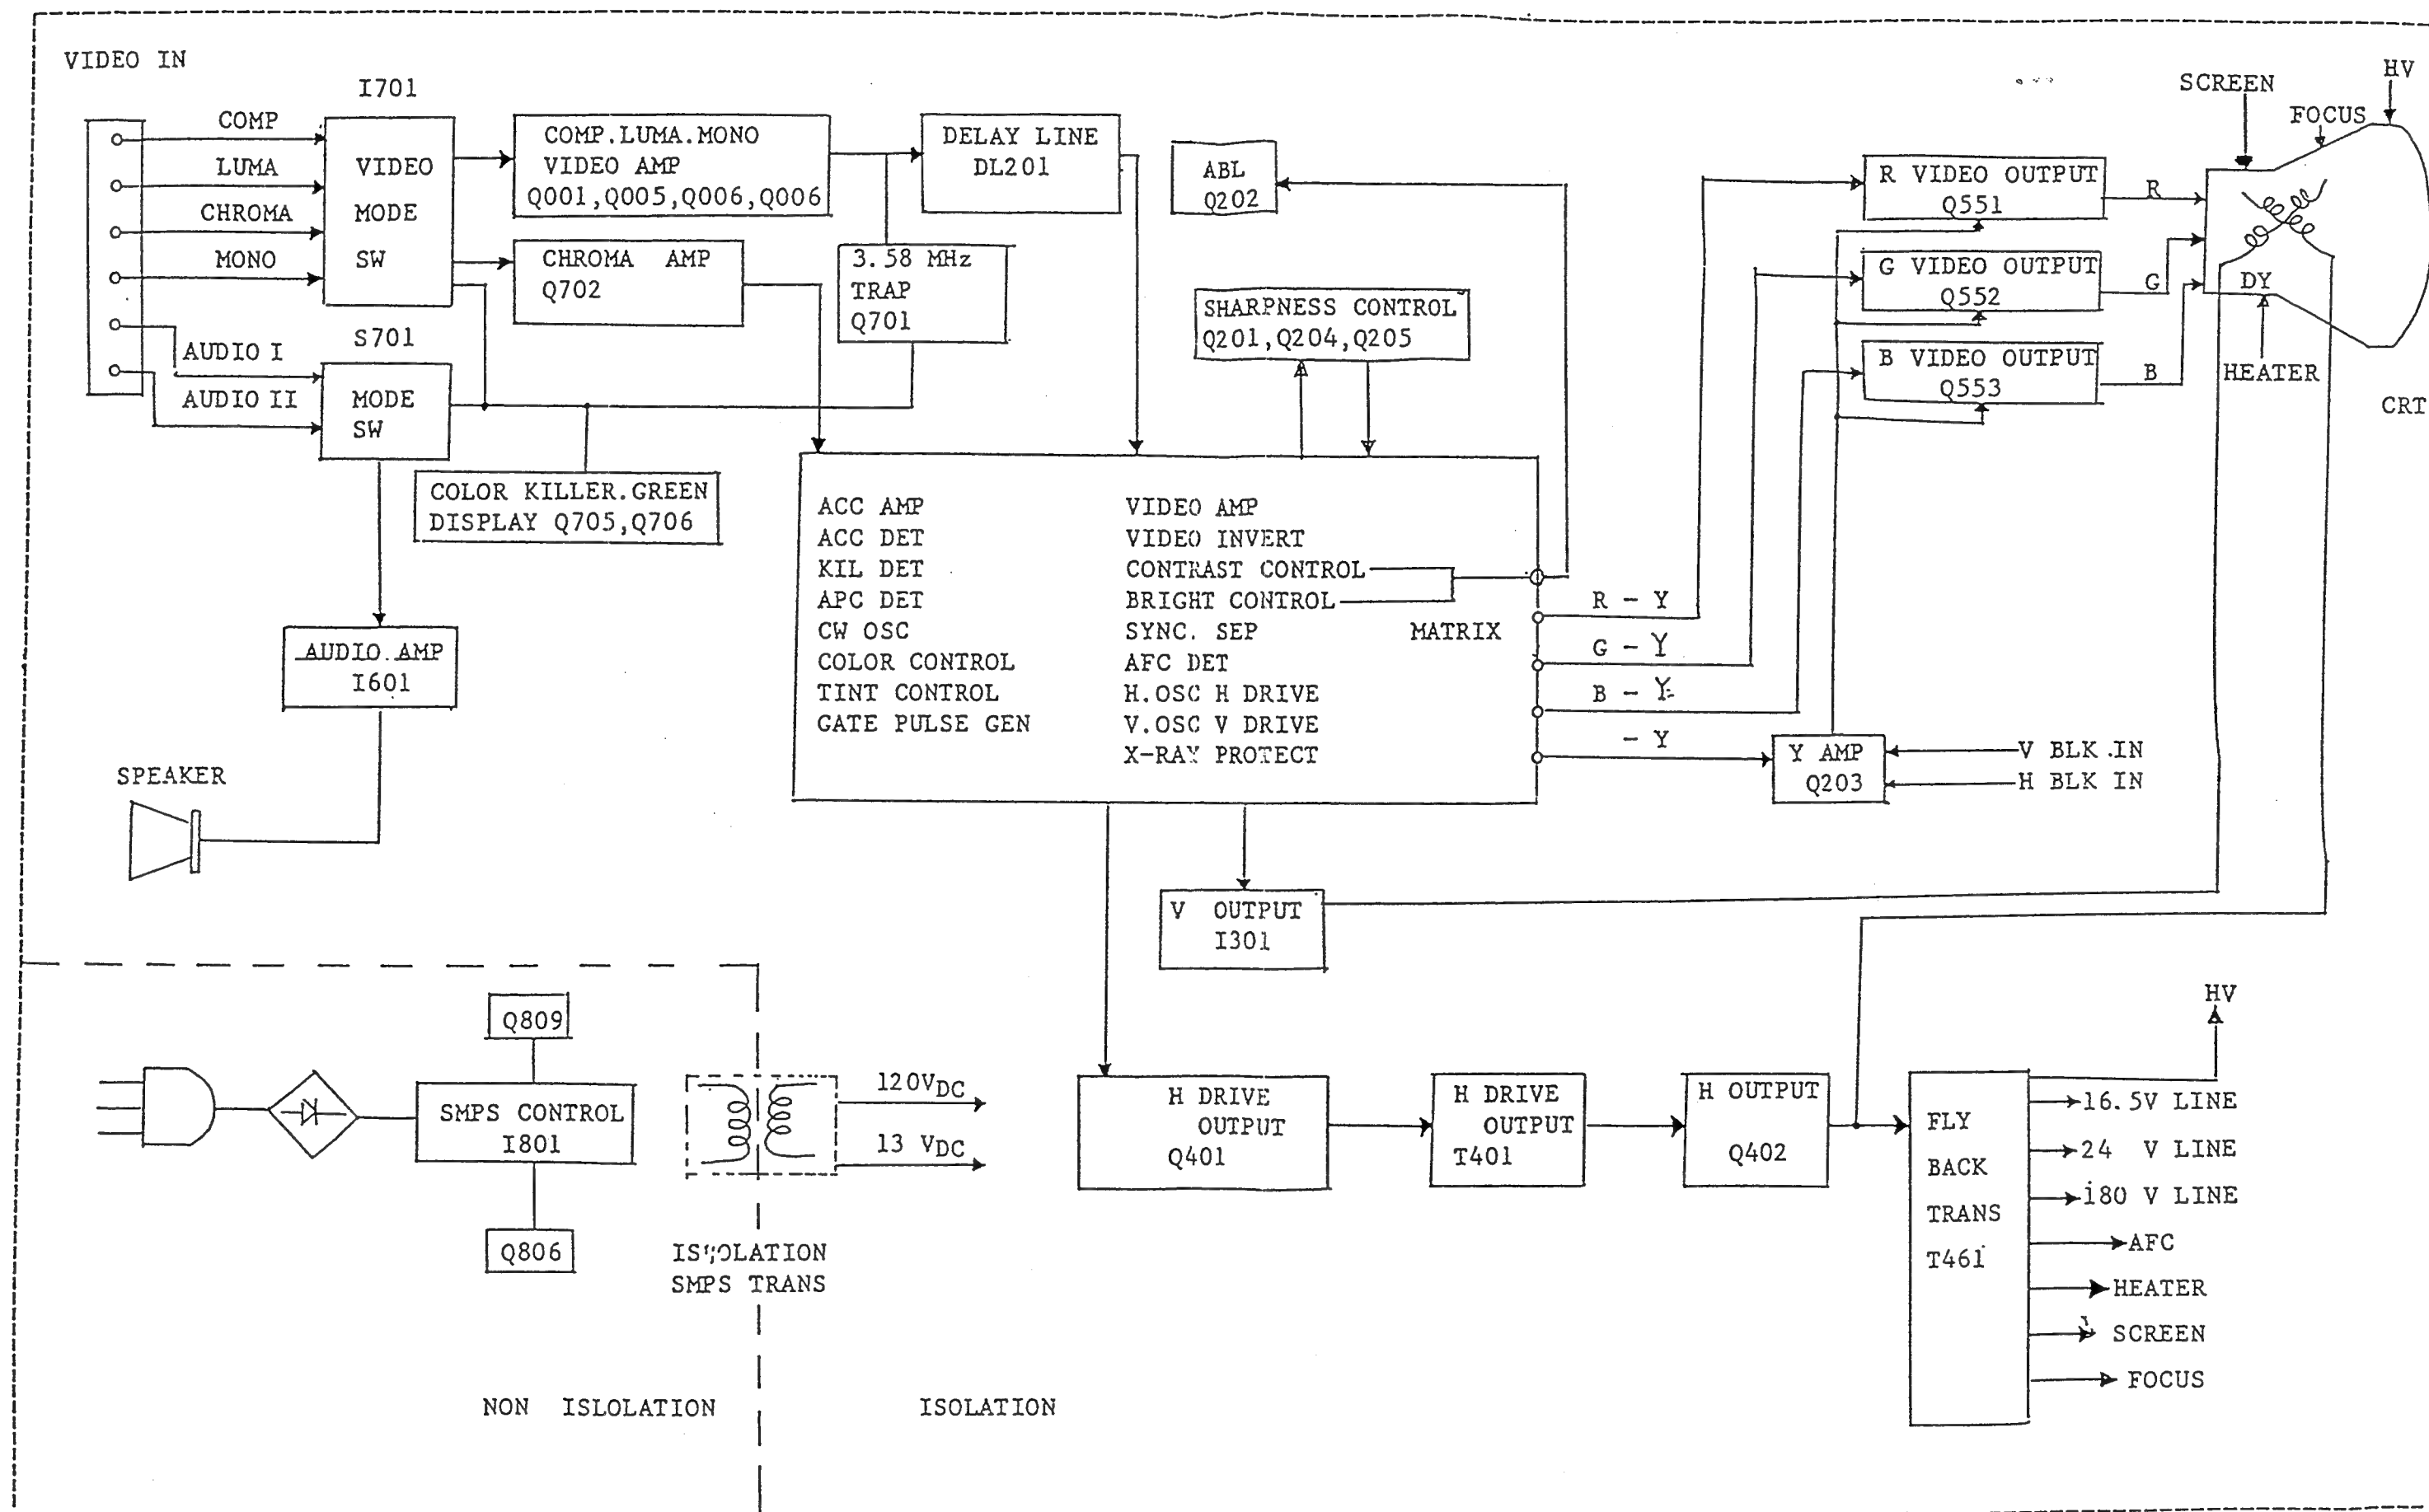 VIDEO IN
COMP
LUMA
CHROMA
MONO
AUDIO I
AUDIO II
I701
VIDEO
MODE
SW
S701
MODE
SW
COMP.LUMA.MONO
VIDEO AMP
Q001,Q005,Q006,Q006
CHROMA AMP
Q702
DELAY LINE
DL201
3.58 MHz
TRAP
Q701
COLOR KILLER.GREEN
DISPLAY Q705,Q706
AUDIO.AMP
I601
SPEAKER
ABL
Q202
SHARPNESS CONTROL
Q201,Q204,Q205
ACC AMP
ACC DET
KIL DET
APC DET
CW OSC
COLOR CONTROL
TINT CONTROL
GATE PULSE GEN
VIDEO AMP
VIDEO INVERT
CONTRAST CONTROL
BRIGHT CONTROL
SYNC. SEP
AFC DET
H.OSC H DRIVE
V.OSC V DRIVE
X-RAY PROTECT
MATRIX
R - Y
G - Y
B - Y
- Y
R VIDEO OUTPUT
Q551
G VIDEO OUTPUT
Q552
B VIDEO OUTPUT
Q553
R
G
B
SCREEN
FOCUS
HV
DY
HEATER
CRT
Y AMP
Q203
V BLK.IN
H BLK IN
V OUTPUT
I301
Q809
SMPS CONTROL
I801
Q806
120VDC
13 VDC
ISOLATION
SMPS TRANS
NON ISLOLATION
ISOLATION
H DRIVE
OUTPUT
Q401
H DRIVE
OUTPUT
T401
H OUTPUT
Q402
FLY
BACK
TRANS
T461
HV
16.5V LINE
24 V LINE
180 V LINE
AFC
HEATER
SCREEN
FOCUS